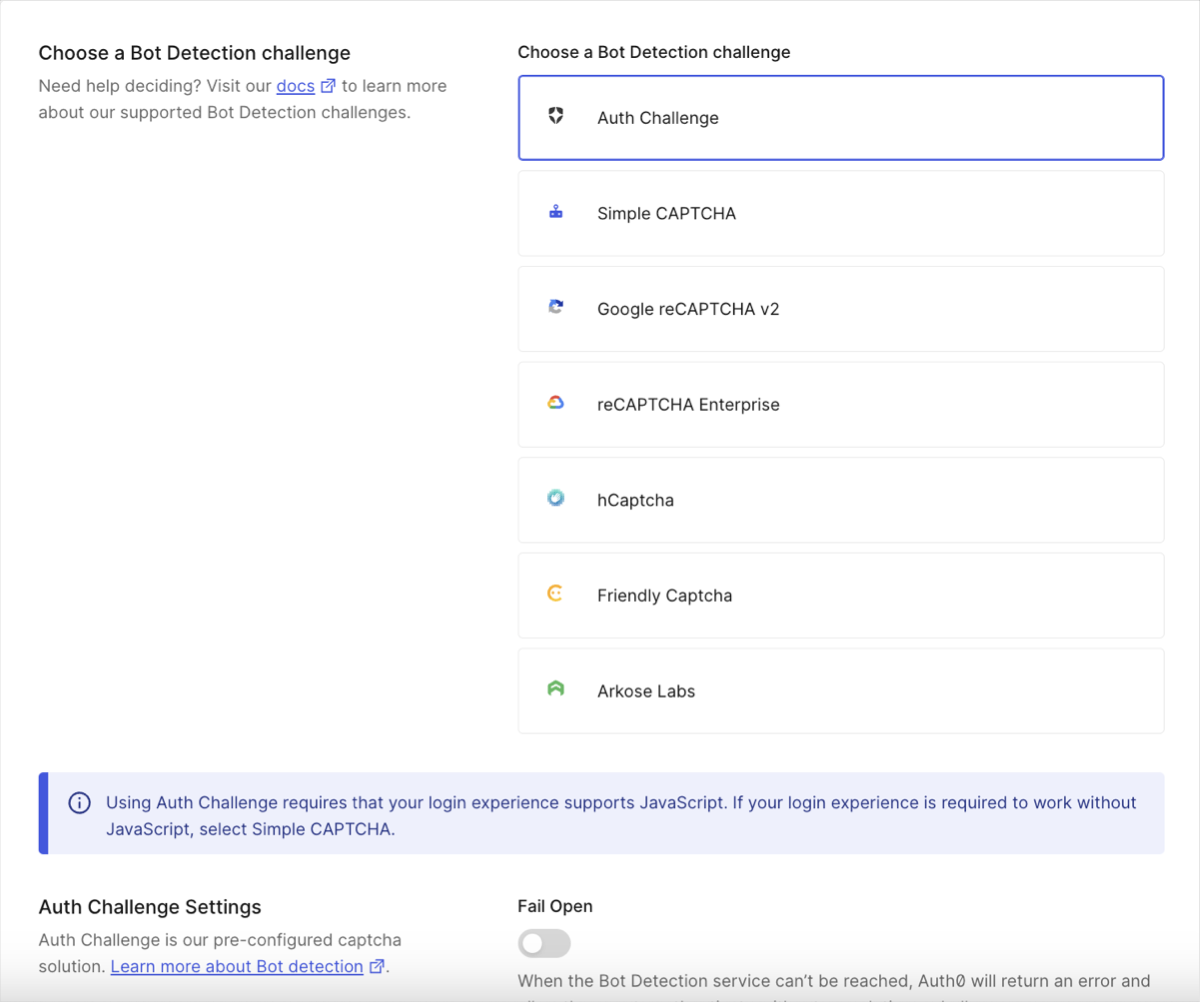 Choose a Bot Detection challenge
Need help deciding? Visit our docs to learn more
about our supported Bot Detection challenges.
Choose a Bot Detection challenge
Auth Challenge
Simple CAPTCHA
Google reCAPTCHA v2
reCAPTCHA Enterprise
hCaptcha
Friendly Captcha
Arkose Labs
Using Auth Challenge requires that your login experience supports JavaScript. If your login experience is required to work without
JavaScript, select Simple CAPTCHA.
Auth Challenge Settings
Auth Challenge is our pre-configured captcha
solution. Learn more about Bot detection.
Fail Open
When the Bot Detection service can’t be reached, Auth0 will return an error and